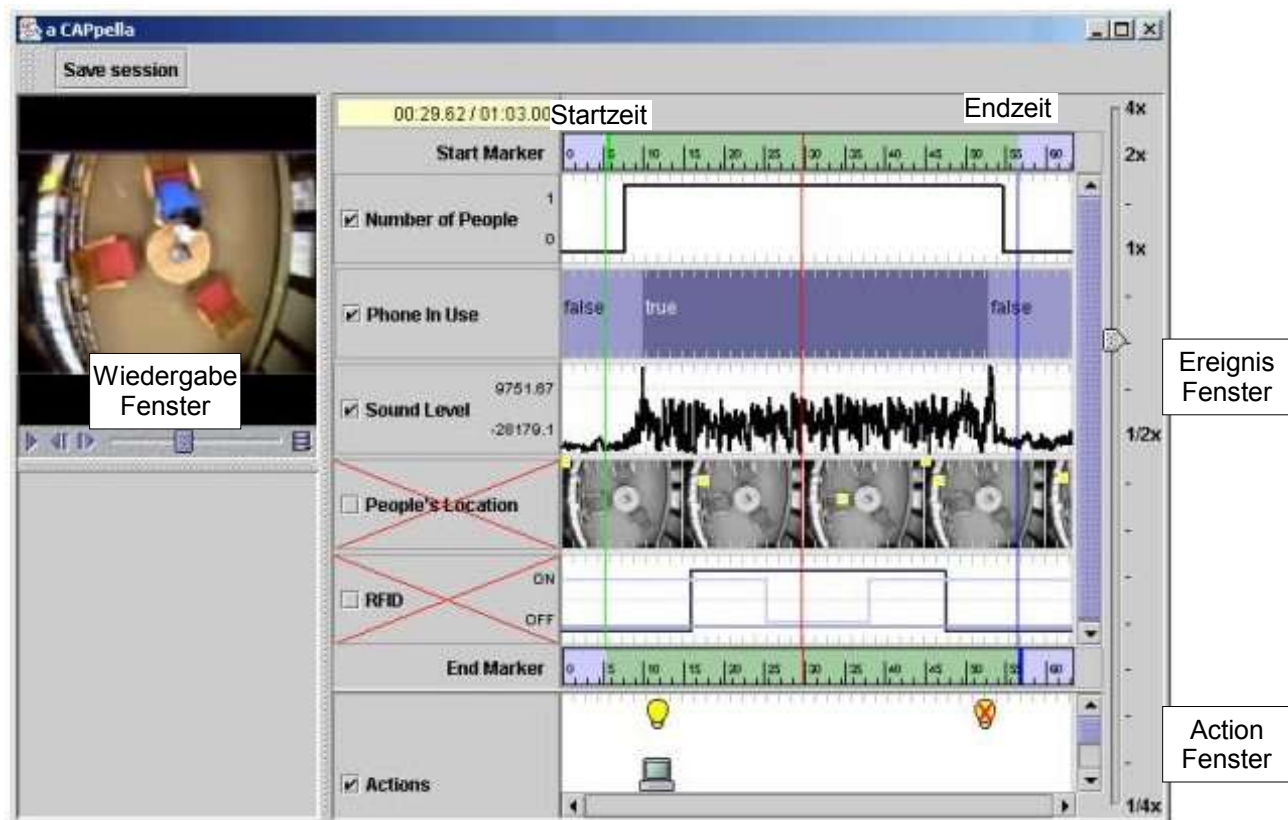 a CAPpella
Save session
00:29.62 / 01:03.00
Startzeit
Endzeit
Start Marker
0 5 10 15 20 25 30 35 40 45 50 55 60
Number of People
1
0
Phone In Use
false
true
false
Sound Level
9751.67
-28179.1
People's Location
RFID
ON
OFF
End Marker
0 5 10 15 20 25 30 35 40 45 50 55 60
Actions
Wiedergabe
Fenster
4x
2x
1x
1/2x
1/4x
Ereignis
Fenster
Action
Fenster